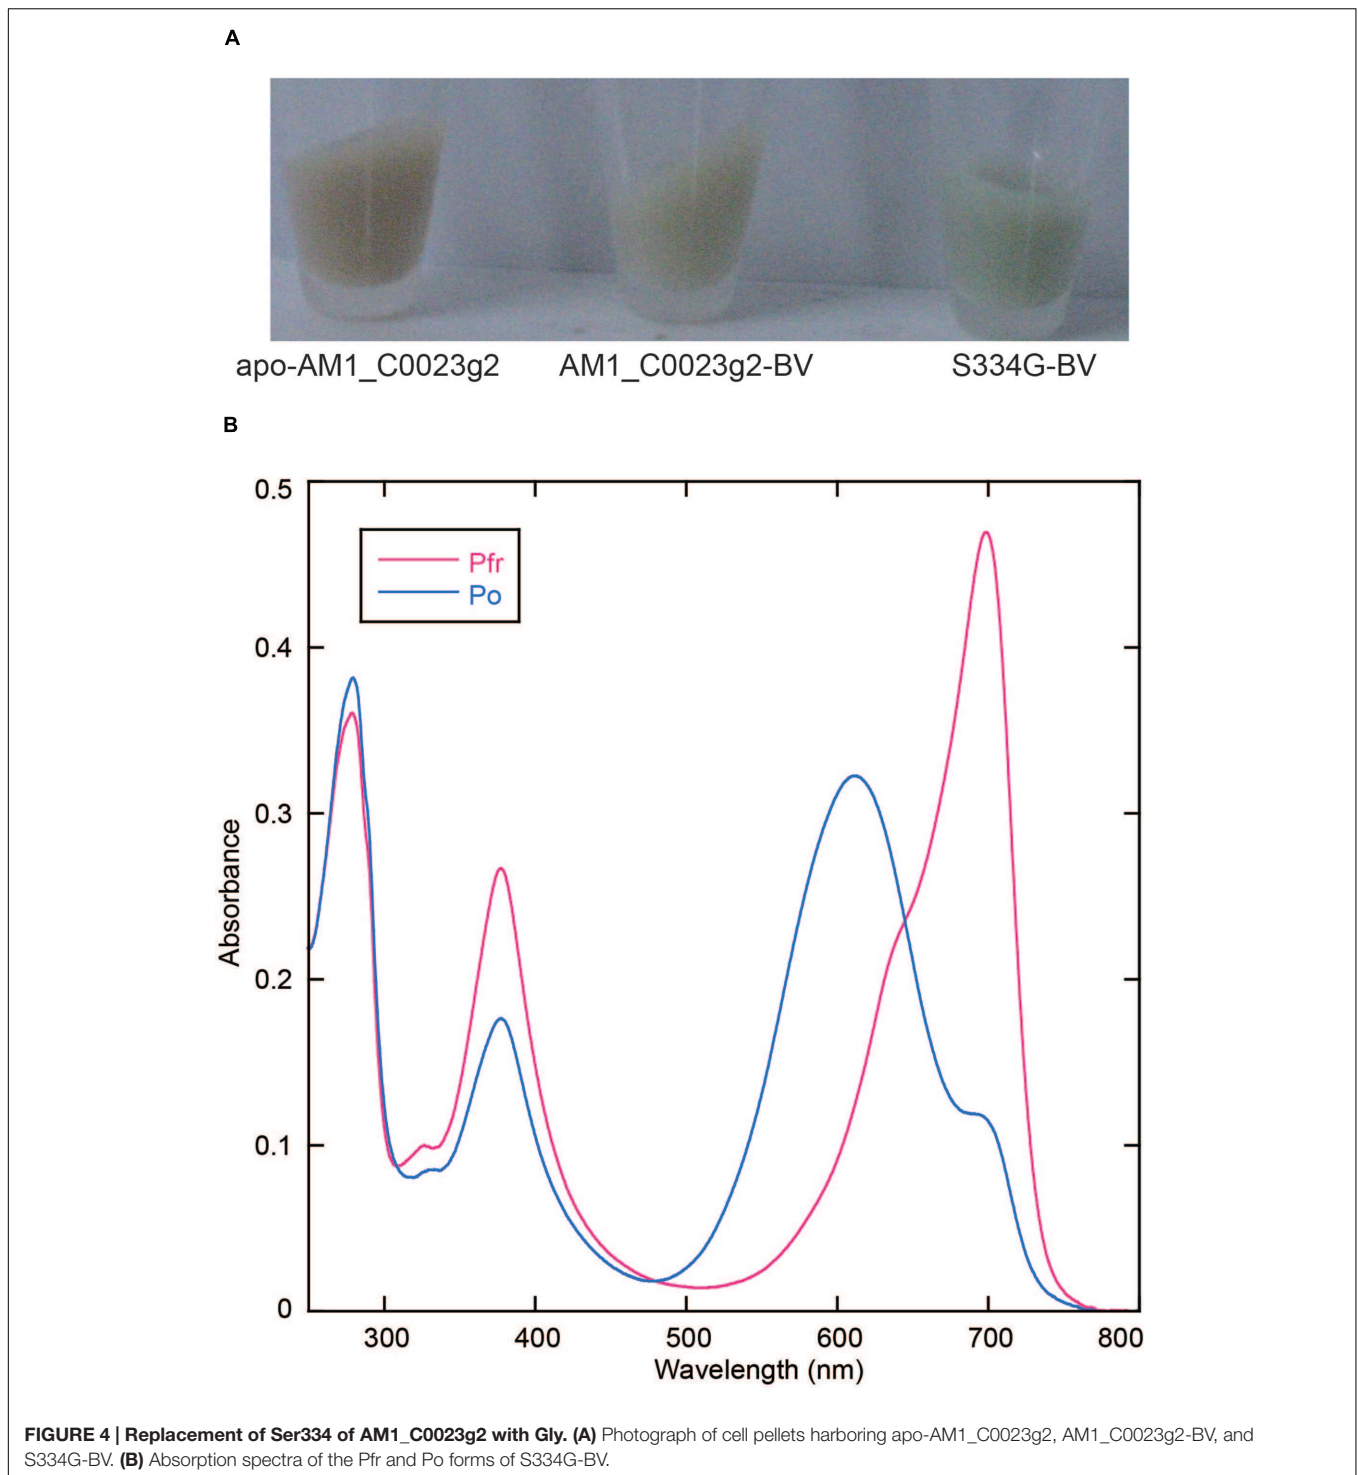 A
apo-AM1_C0023g2 AM1_C0023g2-BV S334G-BV
B
0.5
Pfr
Po
0.4
0.3
0.2
0.1
0
Absorbance
300 400 500 600 700 800
Wavelength (nm)
FIGURE 4 | Replacement of Ser334 of AM1_C0023g2 with Gly. (A) Photograph of cell pellets harboring apo-AM1_C0023g2, AM1_C0023g2-BV, and
S334G-BV. (B) Absorption spectra of the Pfr and Po forms of S334G-BV.